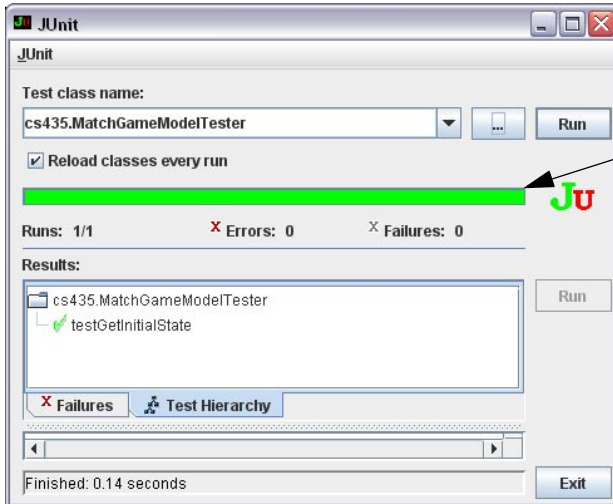 JU JUnit
JUnit
Test class name:
cs435.MatchGameModelTester
...
Run
Reload classes every run
JU
Runs: 1/1
X Errors: 0
X Failures: 0
Results:
cs435.MatchGameModelTester
testGetInitialState
Run
X Failures
Test Hierarchy
Finished: 0.14 seconds
Exit